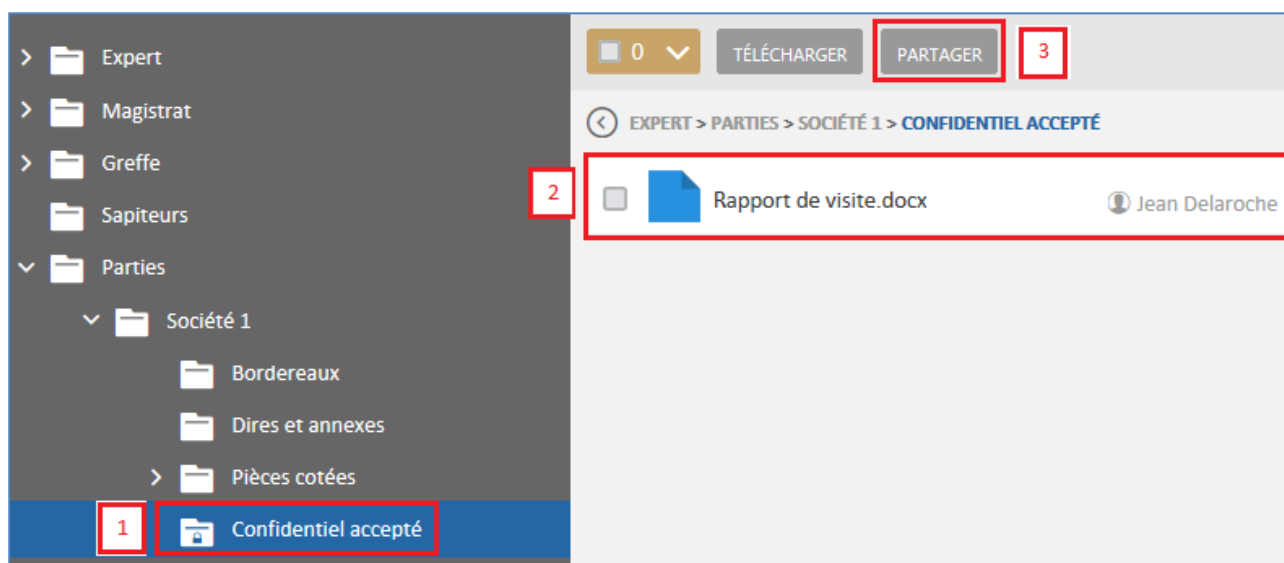 Expert
Magistrat
Greffe
Sapiteurs
Parties
Société 1
Bordereaux
Dires et annexes
Pièces cotées
1
Confidentiel accepté
0
TÉLÉCHARGER
PARTAGER
3
EXPERT > PARTIES > SOCIÉTÉ 1 > CONFIDENTIEL ACCEPTÉ
2
Rapport de visite.docx
Jean Delaroche